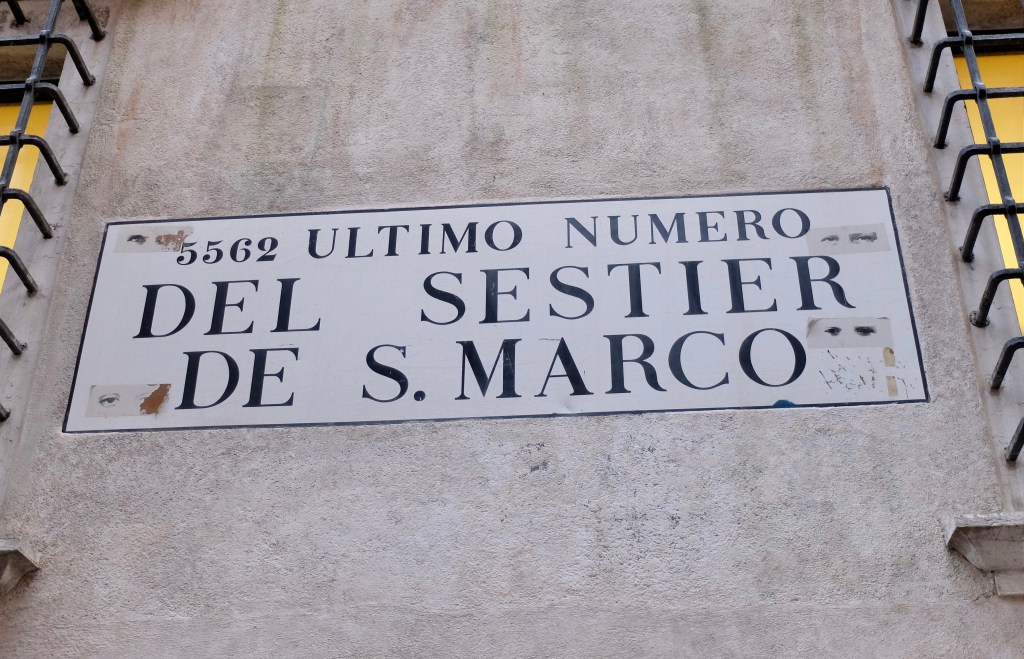 5562 ULTIMO NUMERO
DEL SESTIER
DE S. MARCO